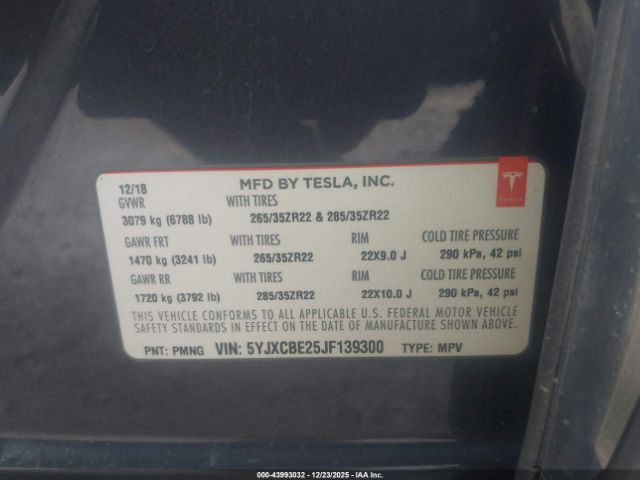 12/18 MFD BY TESLA, INC.
TESLA
GVWR WITH TIRES
3079 kg (6788 lb) 265/35ZR22 & 285/35ZR22
GAWR FRT WITH TIRES RIM COLD TIRE PRESSURE
1470 kg (3241 lb) 265/35ZR22 22X9.0 J 290 kPa, 42 psi
GAWR RR WITH TIRES RIM COLD TIRE PRESSURE
1720 kg (3792 lb) 285/35ZR22 22X10.0 J 290 kPa, 42 psi
THIS VEHICLE CONFORMS TO ALL APPLICABLE U.S. FEDERAL MOTOR VEHICLE
SAFETY STANDARDS IN EFFECT ON THE DATE OF MANUFACTURE SHOWN ABOVE.
PNT: PMNG VIN: 5YJXCBE25JF139300 TYPE: MPV
© 43993032 - 12/23/2025 - IAA Inc.